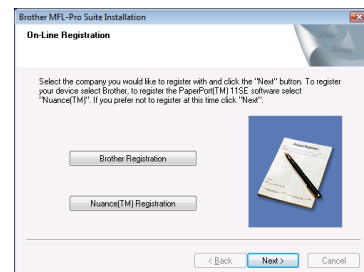 Brother MFL-Pro Suite Installation
On-Line Registration
Select the company you would like to register with and click the "Next" button. To register
your device select Brother, to register the PaperPort(TM) 11SE software select
"Nuance(TM)". If you prefer not to register at this time click "Next".
Brother Registration
Nuance(TM) Registration
< Back
Next >
Cancel